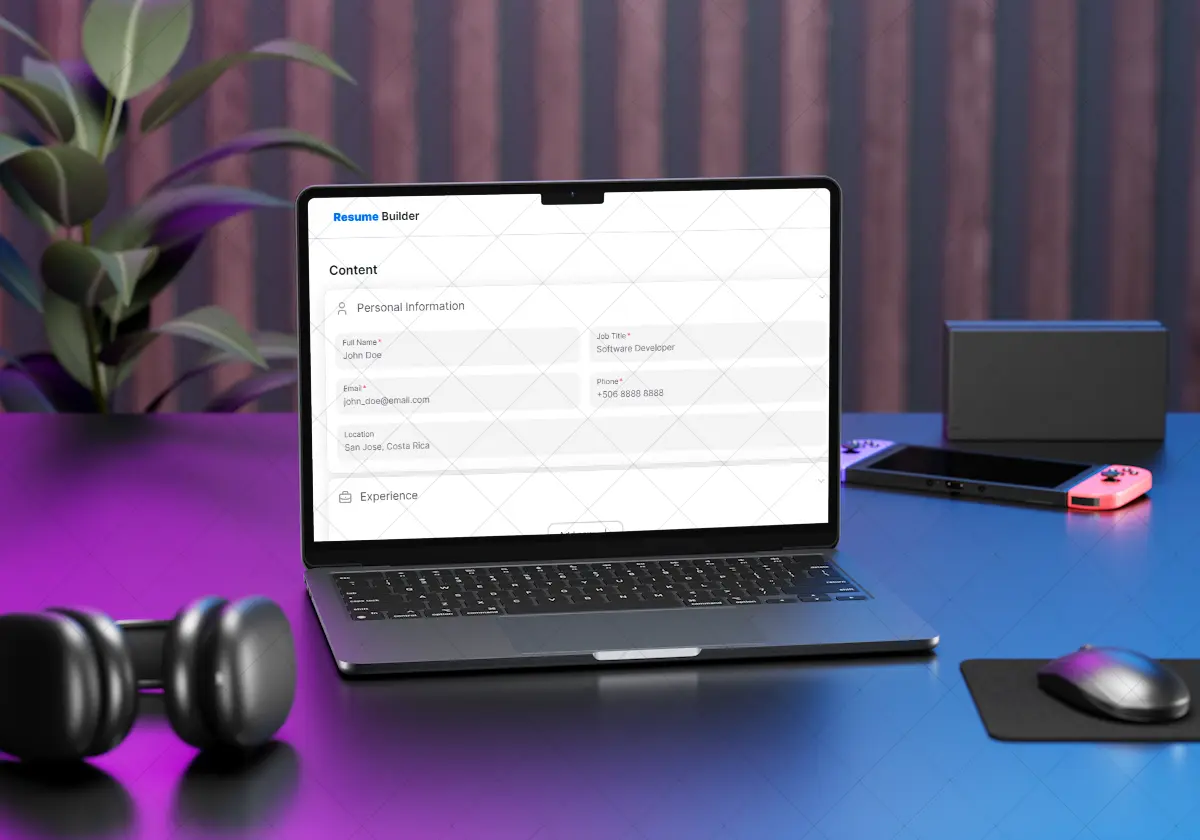 Resume Builder
Content
Personal Information
Full Name*
John Doe
Job Title*
Software Developer
Email*
john_doe@email.com
Phone*
+506 8888 8888
Location
San Jose, Costa Rica
Experience